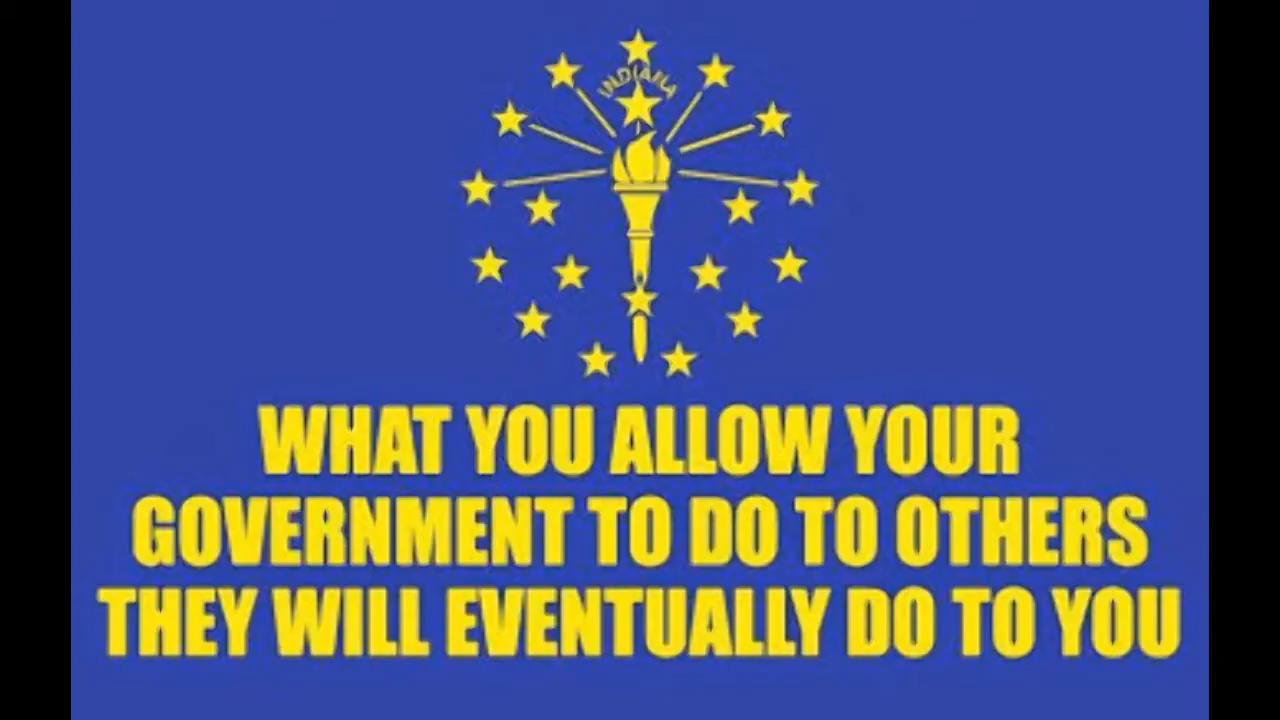 INDIANA
WHAT YOU ALLOW YOUR
GOVERNMENT TO DO TO OTHERS
THEY WILL EVENTUALLY DO TO YOU